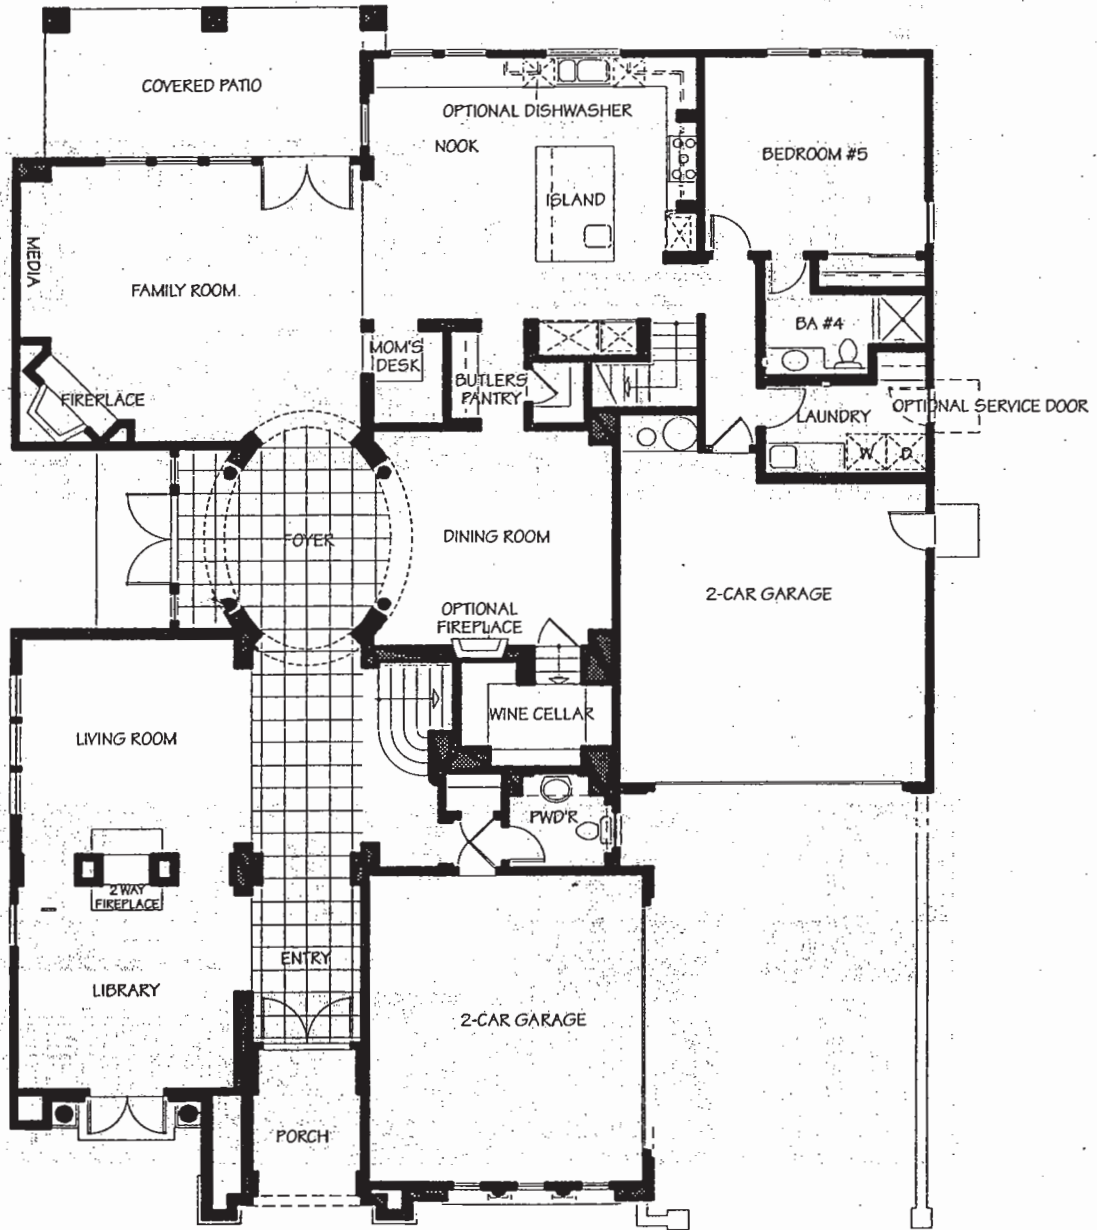 COVERED PATIO
OPTIONAL DISHWASHER
NOOK
BEDROOM #5
ISLAND
MEDIA
FAMILY ROOM
BA #4
MOM'S
DESK
BUTLERS
PANTRY
FIREPLACE
LAUNDRY
OPTIONAL SERVICE DOOR
W
D
FOYER
DINING ROOM
2-CAR GARAGE
OPTIONAL
FIREPLACE
WINE CELLAR
LIVING ROOM
PWD'R
2 WAY
FIREPLACE
ENTRY
LIBRARY
2-CAR GARAGE
PORCH